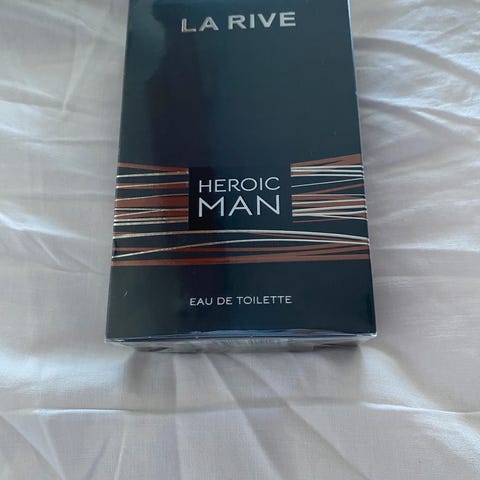 LA RIVE
HEROIC
MAN
EAU DE TOILETTE